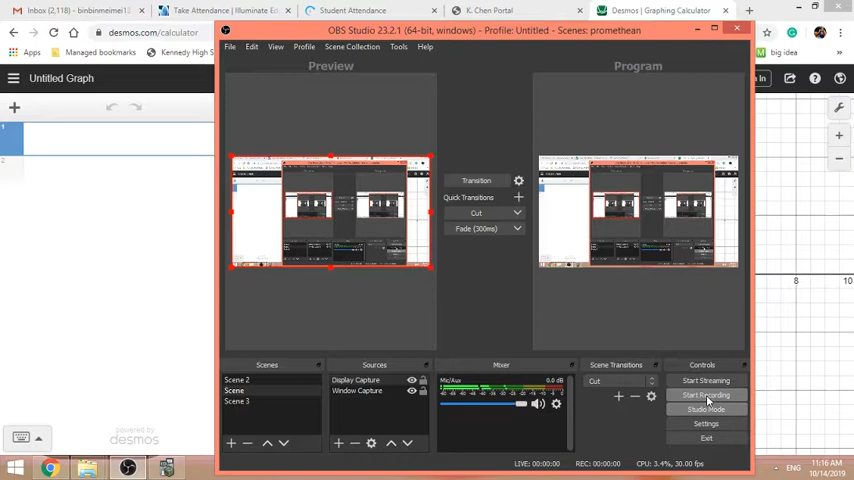 Inbox (2,118) - binbinmeimei13
Take Attendance | Illuminate E
Student Attendance
K. Chen Portal
Desmos | Graphing Calculator
desmos.com/calculator
Bookmarks
Managed bookmarks
Kennedy High S
big idea
Untitled Graph
In
1
2
powered by
desmos
OBS Studio 23.2.1 (64-bit, windows) - Profile: Untitled - Scenes: promethean
File Edit View Profile Scene Collection Tools Help
Preview
Program
Transition
Quick Transitions
Cut
Fade (300ms)
Scenes
Scene 2
Scene
Scene 3
Sources
Display Capture
Window Capture
Mixer
Mic/Aux
0.0 dB
Scene Transitions
Cut
Controls
Start Streaming
Start Recording
Studio Mode
Settings
Exit
LIVE: 00:00:00 REC: 00:00:00 CPU: 3.4%, 30.00 fps
8
10
ENG
11:16 AM
10/14/2019